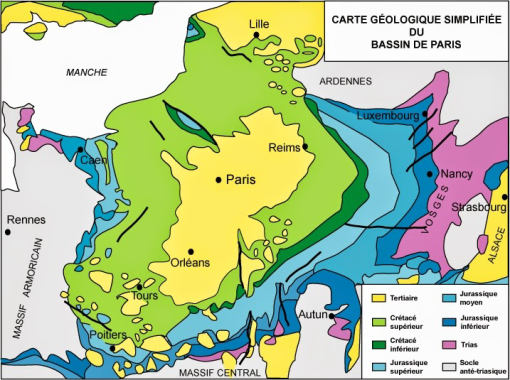 CARTE GÉOLOGIQUE SIMPLIFIÉE
DU
BASSIN DE PARIS
Lille
MANCHE
ARDENNES
Luxembourg
Caen
Reims
Paris
Nancy
Strasbourg
VOSGES
ALSACE
Rennes
MASSIF ARMORICAIN
Orléans
Tours
Autun
Poitiers
MASSIF CENTRAL
Tertiaire
Crétacé
supérieur
Crétacé
inférieur
Jurassique
supérieur
Jurassique
moyen
Jurassique
inférieur
Trias
Socle
anté-triasique